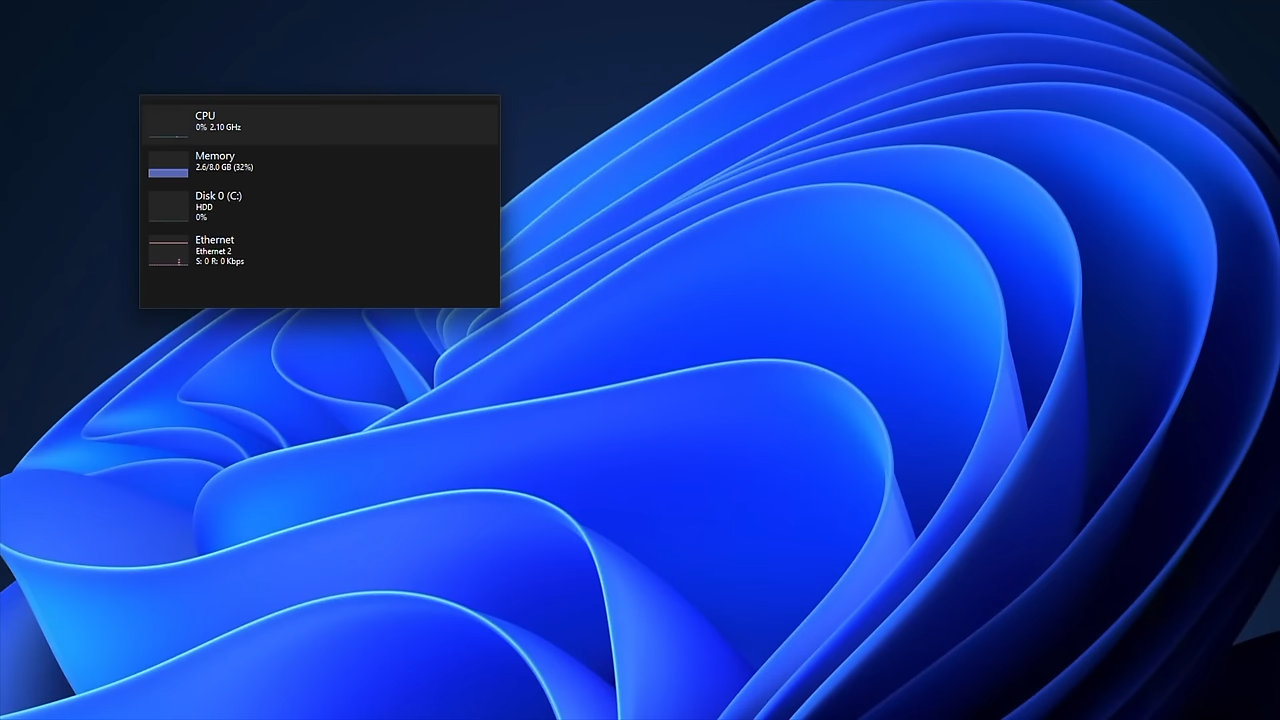 CPU
0% 2.10 GHz
Memory
2.6/8.0 GB (32%)
Disk 0 (C:)
HDD
0%
Ethernet
Ethernet 2
S: 0 R: 0 Kbps